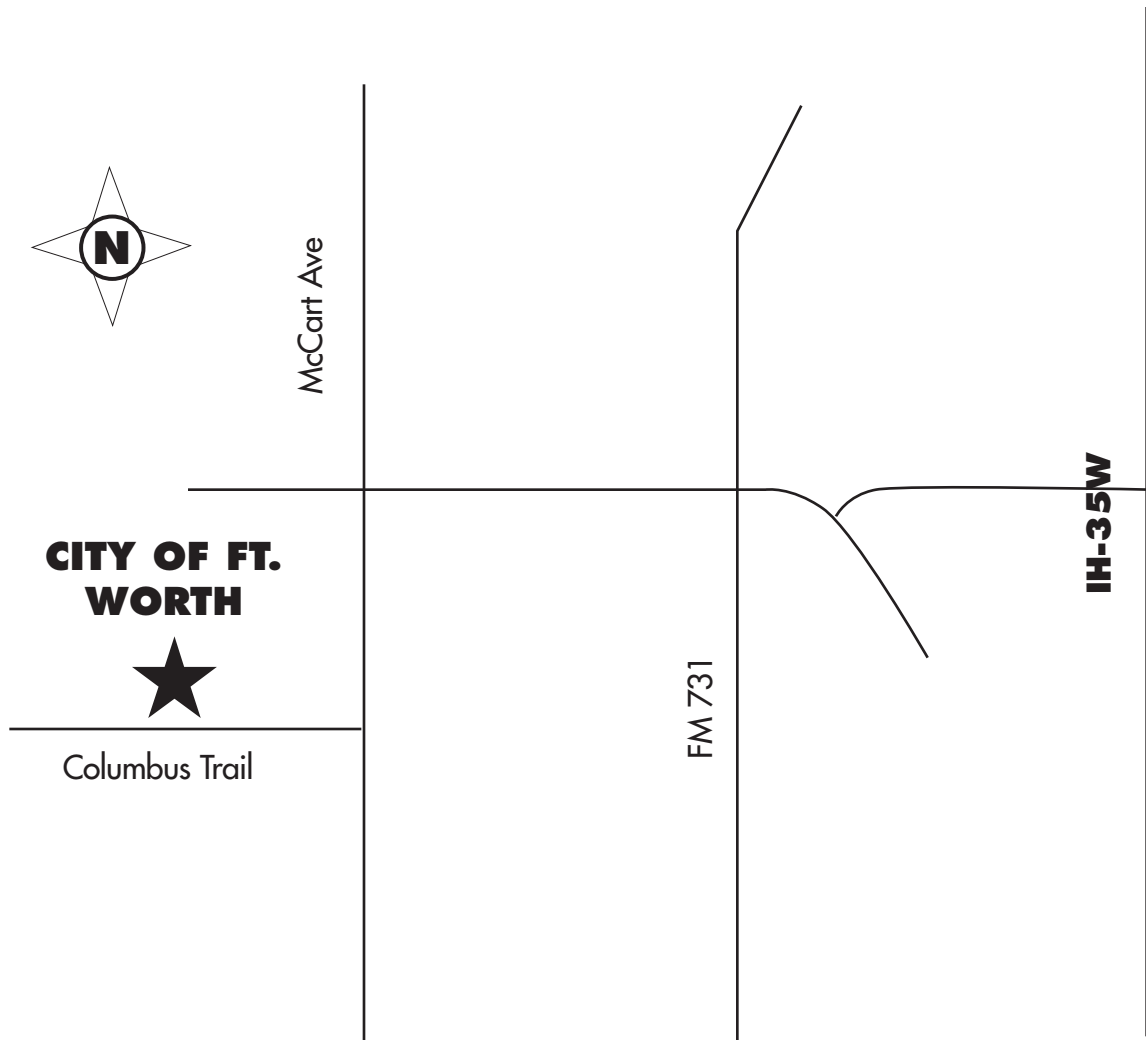 N
McCart Ave
IH-35W
CITY OF FT.
WORTH
FM 731
Columbus Trail